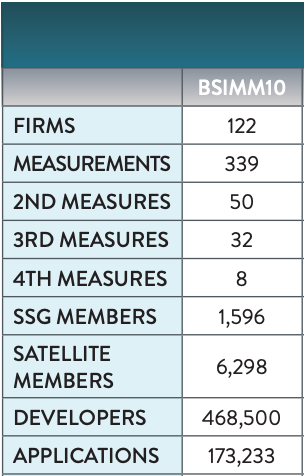 BSIMM10
FIRMS 122
MEASUREMENTS 339
2ND MEASURES 50
3RD MEASURES 32
4TH MEASURES 8
SSG MEMBERS 1,596
SATELLITE
MEMBERS 6,298
DEVELOPERS 468,500
APPLICATIONS 173,233